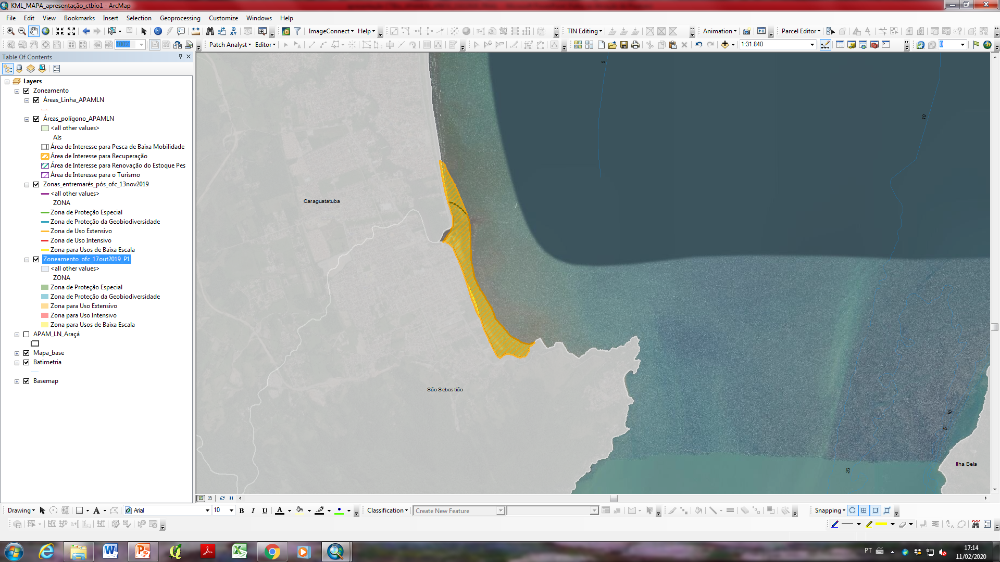 KML_MAPA_apresentação_ctbio1 - ArcMap
File Edit View Bookmarks Insert Selection Geoprocessing Customize Windows Help
ImageConnect Help TIN Editing Animation Parcel Editor
100% Patch Analyst Editor 1:31.840 0
Table Of Contents
Layers
Zoneamento
Áreas_Linha_APAMLN
Áreas_polígono_APAMLN
<all other values>
AIs
Área de Interesse para Pesca de Baixa Mobilidade
Área de Interesse para Recuperação
Área de Interesse para Renovação do Estoque Pes
Área de Interesse para o Turismo
Zonas_entremarés_pós_ofc_13nov2019
<all other values>
ZONA
Zona de Proteção Especial
Zona de Proteção da Geobiodiversidade
Zona de Uso Extensivo
Zona de Uso Intensivo
Zona para Usos de Baixa Escala
Zoneamento_ofc_17out2019_P1
<all other values>
ZONA
Zona de Proteção Especial
Zona de Proteção da Geobiodiversidade
Zona para Uso Extensivo
Zona para Uso Intensivo
Zona para Usos de Baixa Escala
APAM_LN_Araçá
Mapa_base
Batimetria
Basemap
Caraguatatuba
São Sebastião
Ilha Bela
10
10
5
20
Drawing A Arial 10 B I U A Classification Create New Feature Snapping
PT
17:14
11/02/2020